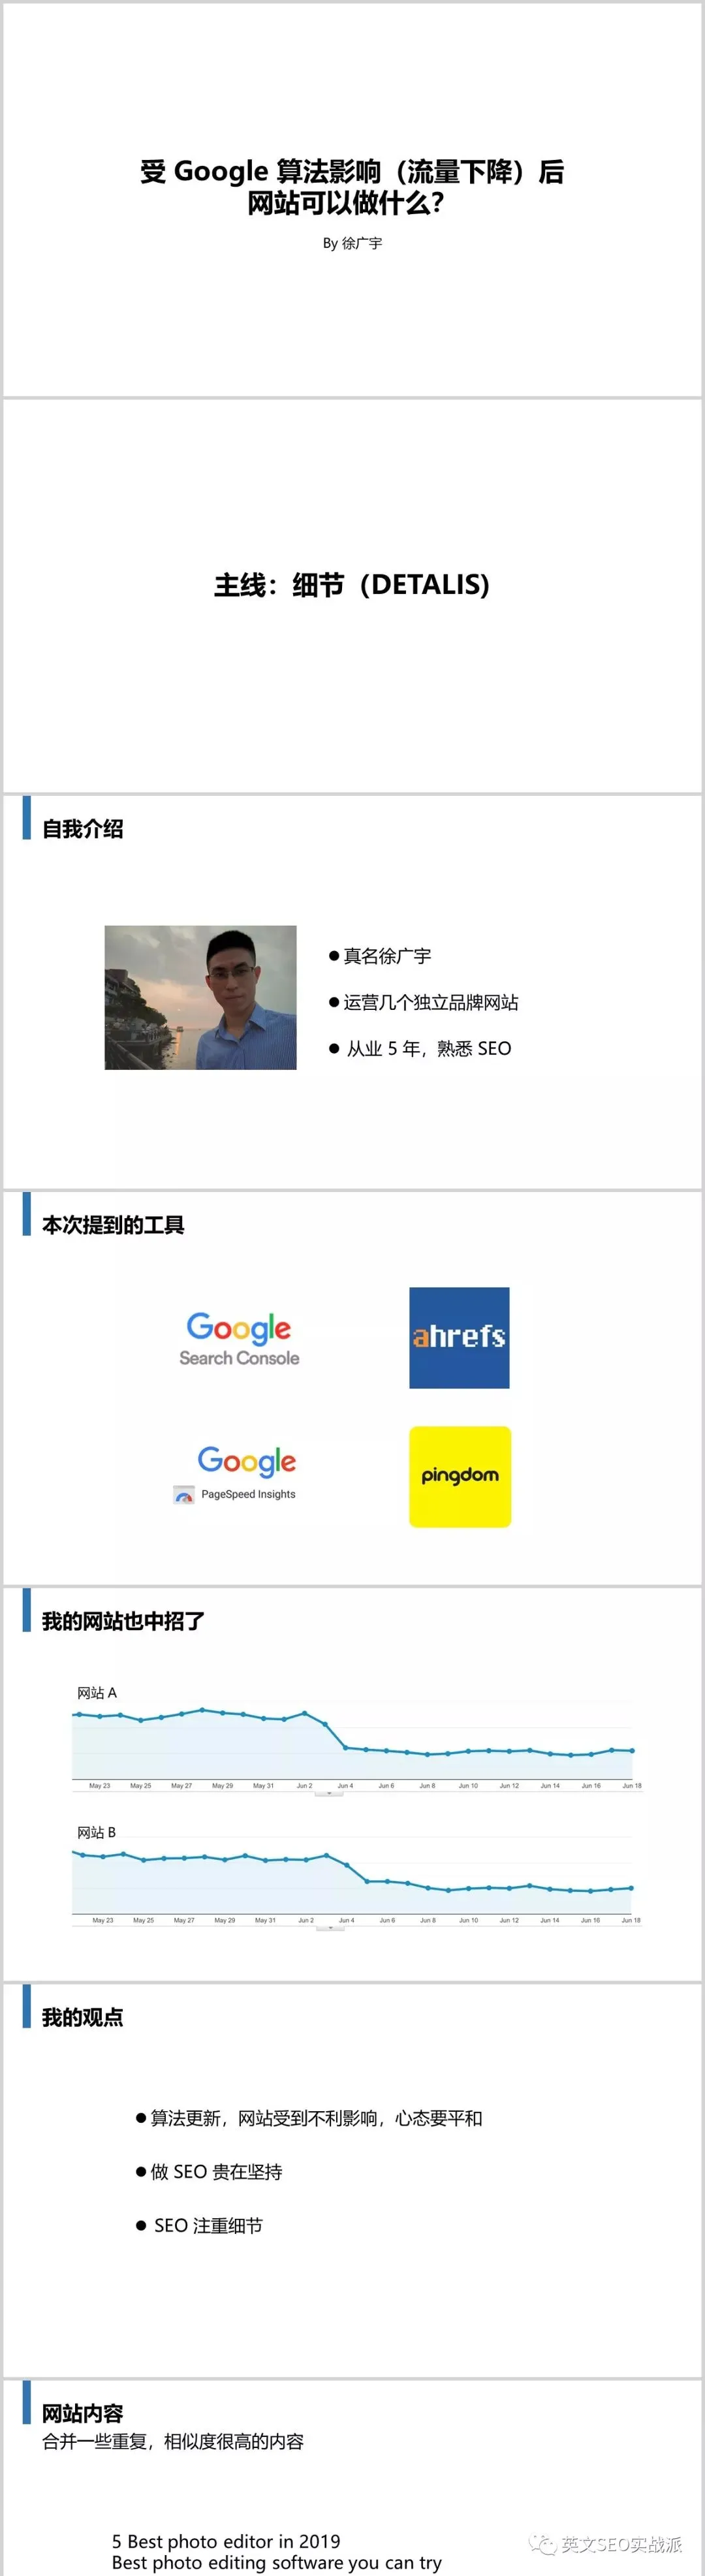 受 Google 算法影响（流量下降）后
网站可以做什么？
By 徐广宇
主线：细节（DETALIS)
自我介绍
●真名徐广宇
●运营几个独立品牌网站
● 从业 5 年，熟悉 SEO
本次提到的工具
Google
Search Console
ahrefs
Google
PageSpeed Insights
pingdom
我的网站也中招了
网站 A
May 23 May 25 May 27 May 29 May 31 Jun 2 Jun 4 Jun 6 Jun 8 Jun 10 Jun 12 Jun 14 Jun 16 Jun 18
网站 B
May 23 May 25 May 27 May 29 May 31 Jun 2 Jun 4 Jun 6 Jun 8 Jun 10 Jun 12 Jun 14 Jun 16 Jun 18
我的观点
●算法更新，网站受到不利影响，心态要平和
●做 SEO 贵在坚持
● SEO 注重细节
网站内容
合并一些重复，相似度很高的内容
5 Best photo editor in 2019
Best photo editing software you can try
英文SEO实战派